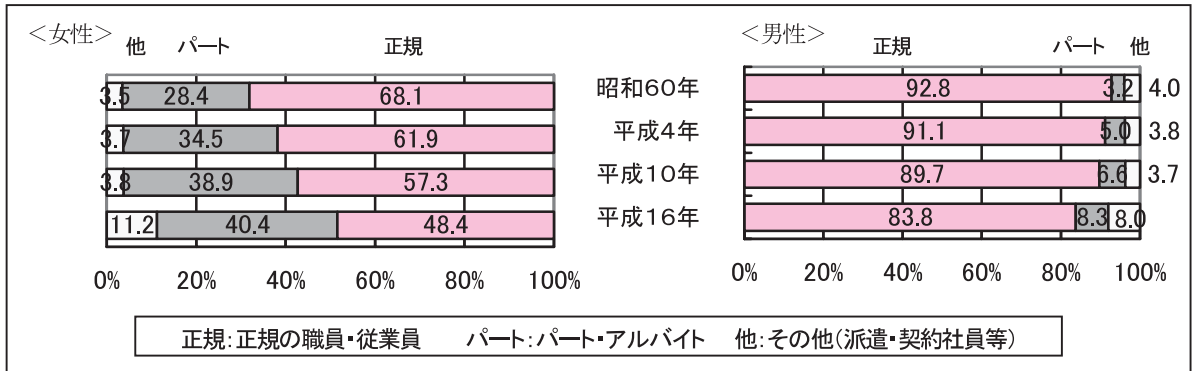 ＜女性＞ 他 パート 正規 ＜男性＞ 正規 パート 他
3.5 28.4 68.1 昭和60年 92.8 3.2 4.0
3.7 34.5 61.9 平成4年 91.1 5.0 3.8
3.8 38.9 57.3 平成10年 89.7 6.6 3.7
11.2 40.4 48.4 平成16年 83.8 8.3 8.0
0% 20% 40% 60% 80% 100% 0% 20% 40% 60% 80% 100%
正規：正規の職員・従業員 パート：パート・アルバイト 他：その他（派遣・契約社員等）